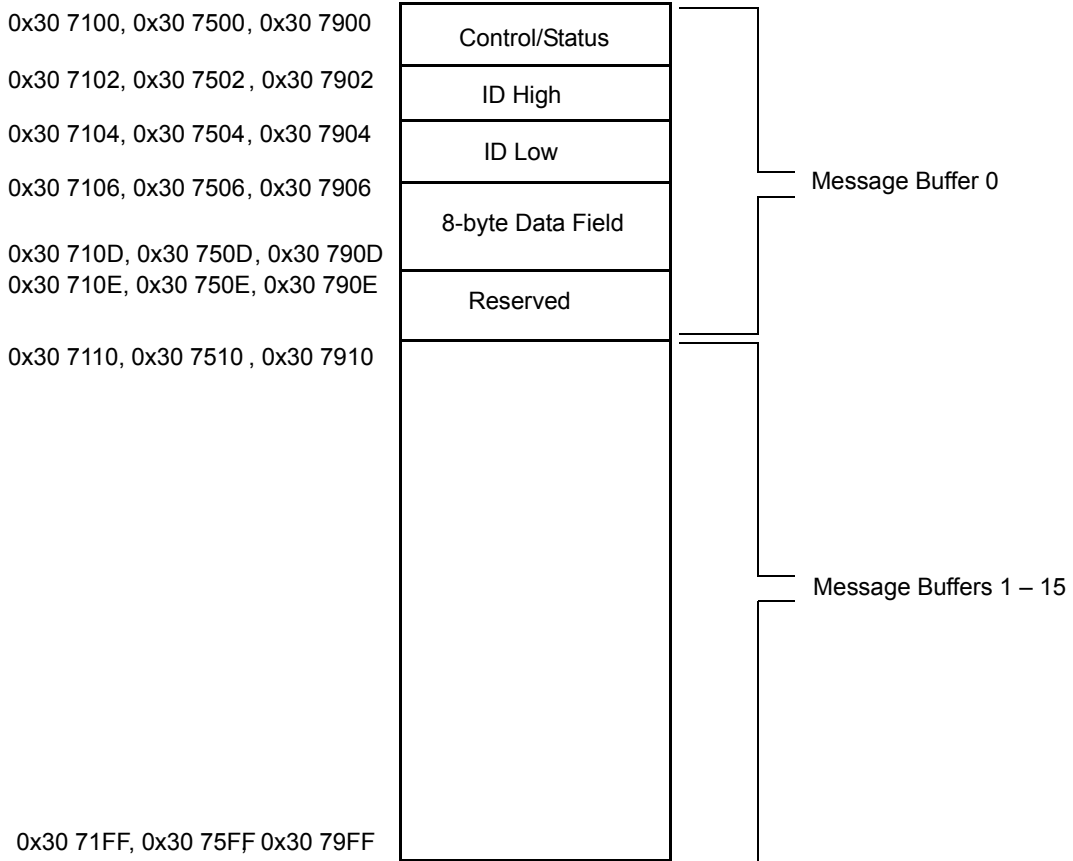 0x30 7100, 0x30 7500, 0x30 7900
Control/Status
0x30 7102, 0x30 7502, 0x30 7902
ID High
0x30 7104, 0x30 7504, 0x30 7904
ID Low
0x30 7106, 0x30 7506, 0x30 7906
Message Buffer 0
8-byte Data Field
0x30 710D, 0x30 750D, 0x30 790D
0x30 710E, 0x30 750E, 0x30 790E
Reserved
0x30 7110, 0x30 7510, 0x30 7910
Message Buffers 1 – 15
0x30 71FF, 0x30 75FF, 0x30 79FF